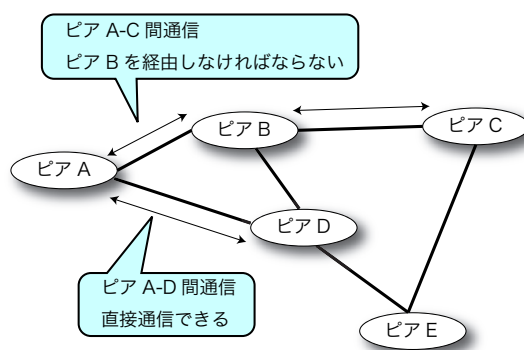 ピア A-C 間通信
ピア B を経由しなければならない
ピア B
ピア C
ピア A
ピア D
ピア A-D 間通信
直接通信できる
ピア E